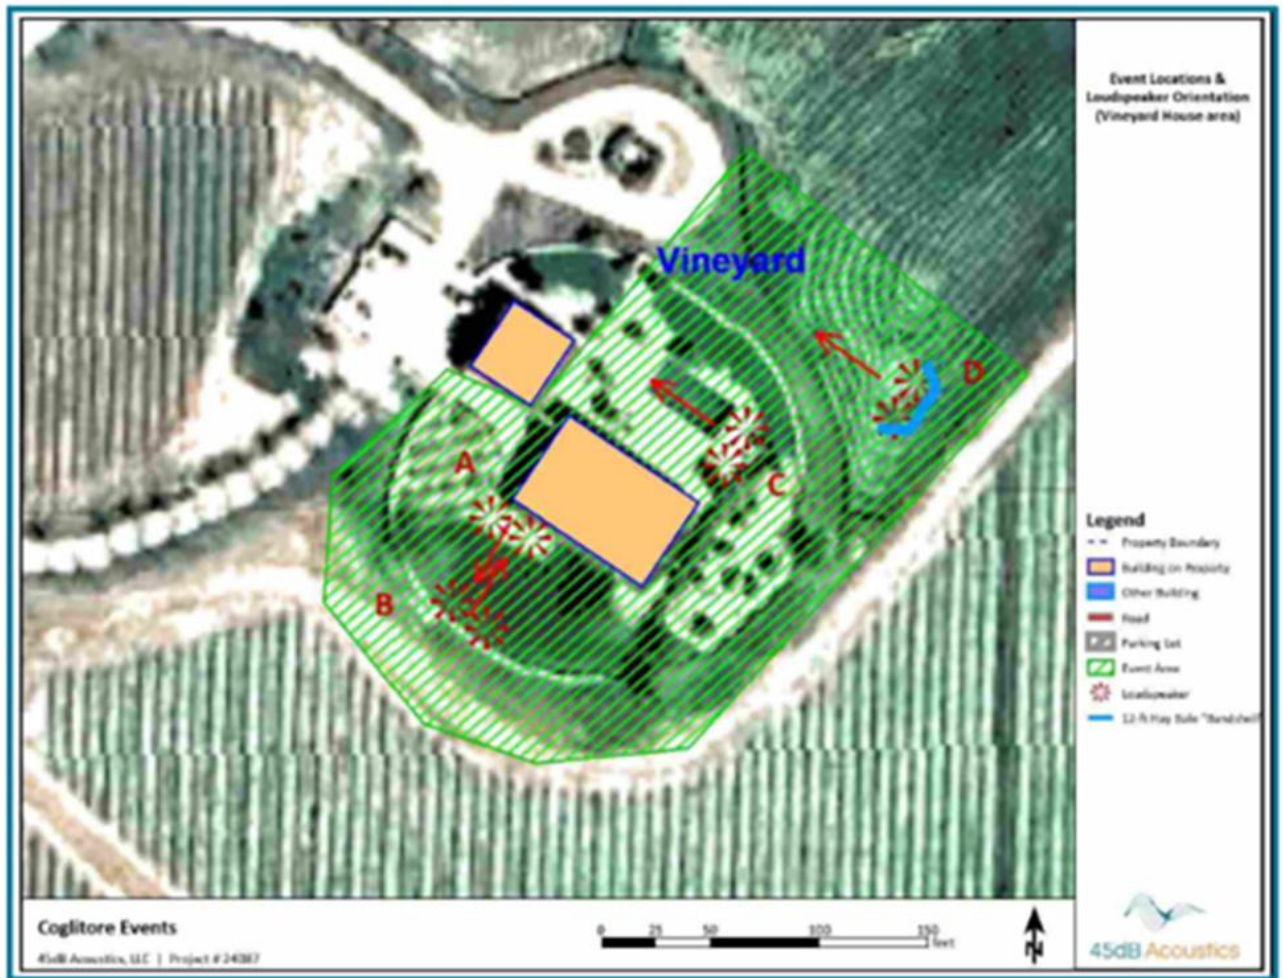 Event Locations &
Loudspeaker Orientation
(Vineyard House area)
Vineyard
D
A
C
B
Legend
Property Boundary
Building on Property
Other Building
Road
Parking Lot
Event Area
Loudspeaker
12-ft Hay Bale "Bandshell"
Coglitore Events
45dB Acoustics, LLC | Project # 24087
0 25 50 100 150
feet
N
45dB Acoustics